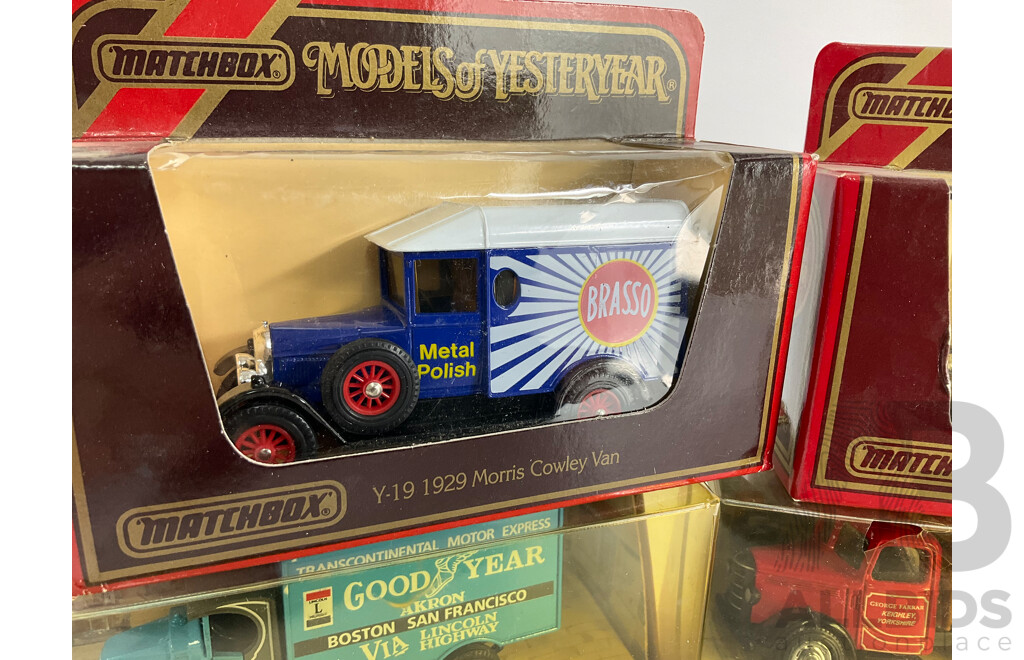 MATCHBOX®
MODELS of YESTERYEAR®
BRASSO
Metal
Polish
Y-19 1929 Morris Cowley Van
MATCHBOX®
TRANSCONTINENTAL MOTOR EXPRESS
GOOD YEAR
AKRON
BOSTON SAN FRANCISCO
VIA LINCOLN
HIGHWAY
LINCOLN
L
MATCHBOX
MATCHBOX
GEORGE FARRAR
KEIGHLEY,
YORKSHIRE